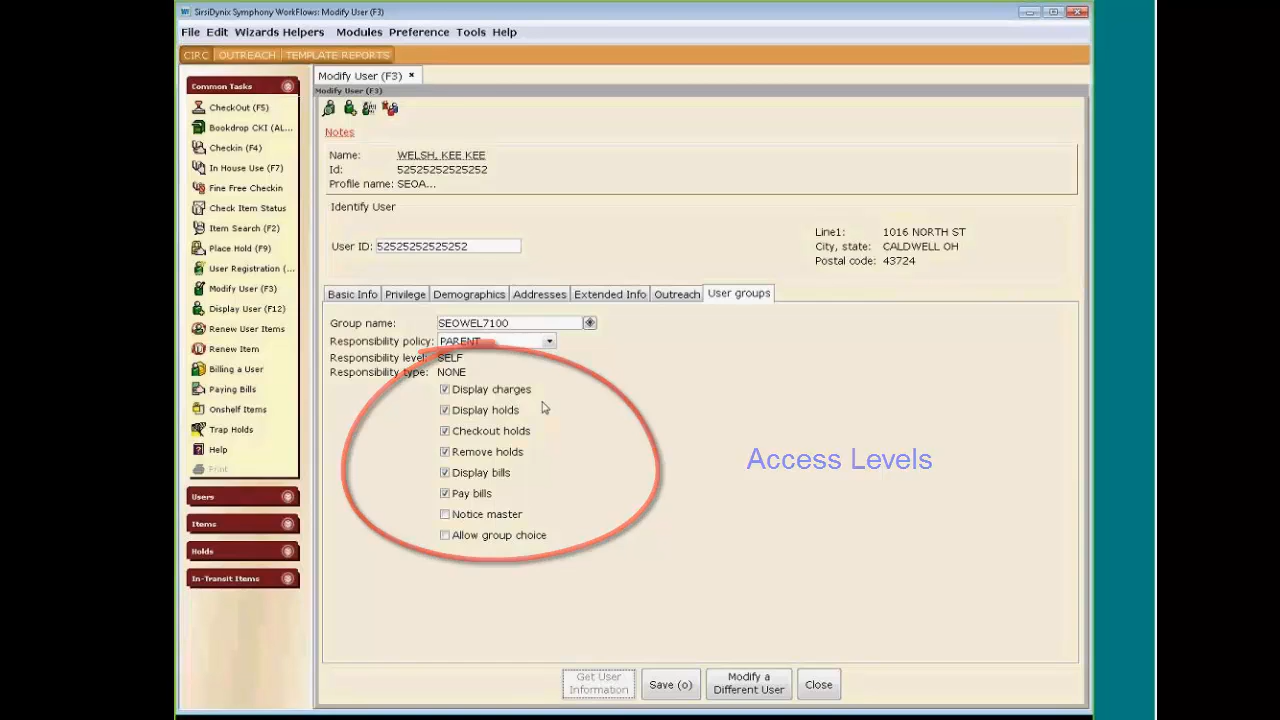 SirsiDynix Symphony WorkFlows: Modify User (F3)
File Edit Wizards Helpers Modules Preference Tools Help
CIRC OUTREACH TEMPLATE REPORTS
Common Tasks
CheckOut (F5)
Bookdrop CKI (AL...
Checkin (F4)
In House Use (F7)
Fine Free Checkin
Check Item Status
Item Search (F2)
Place Hold (F9)
User Registration (...
Modify User (F3)
Display User (F12)
Renew User Items
Renew Item
Billing a User
Paying Bills
Onshelf Items
Trap Holds
Help
Print
Users
Items
Holds
In-Transit Items
Modify User (F3) ×
Modify User (F3)
Notes
Name: WELSH, KEE KEE
Id: 52525252525252
Profile name: SEOA...
Identify User
User ID: 52525252525252
Line1: 1016 NORTH ST
City, state: CALDWELL OH
Postal code: 43724
Basic Info Privilege Demographics Addresses Extended Info Outreach User groups
Group name: SEOWEL7100
Responsibility policy: PARENT
Responsibility level: SELF
Responsibility type: NONE
Display charges
Display holds
Checkout holds
Remove holds
Display bills
Pay bills
Notice master
Allow group choice
Access Levels
Get User
Information
Save (o)
Modify a
Different User
Close